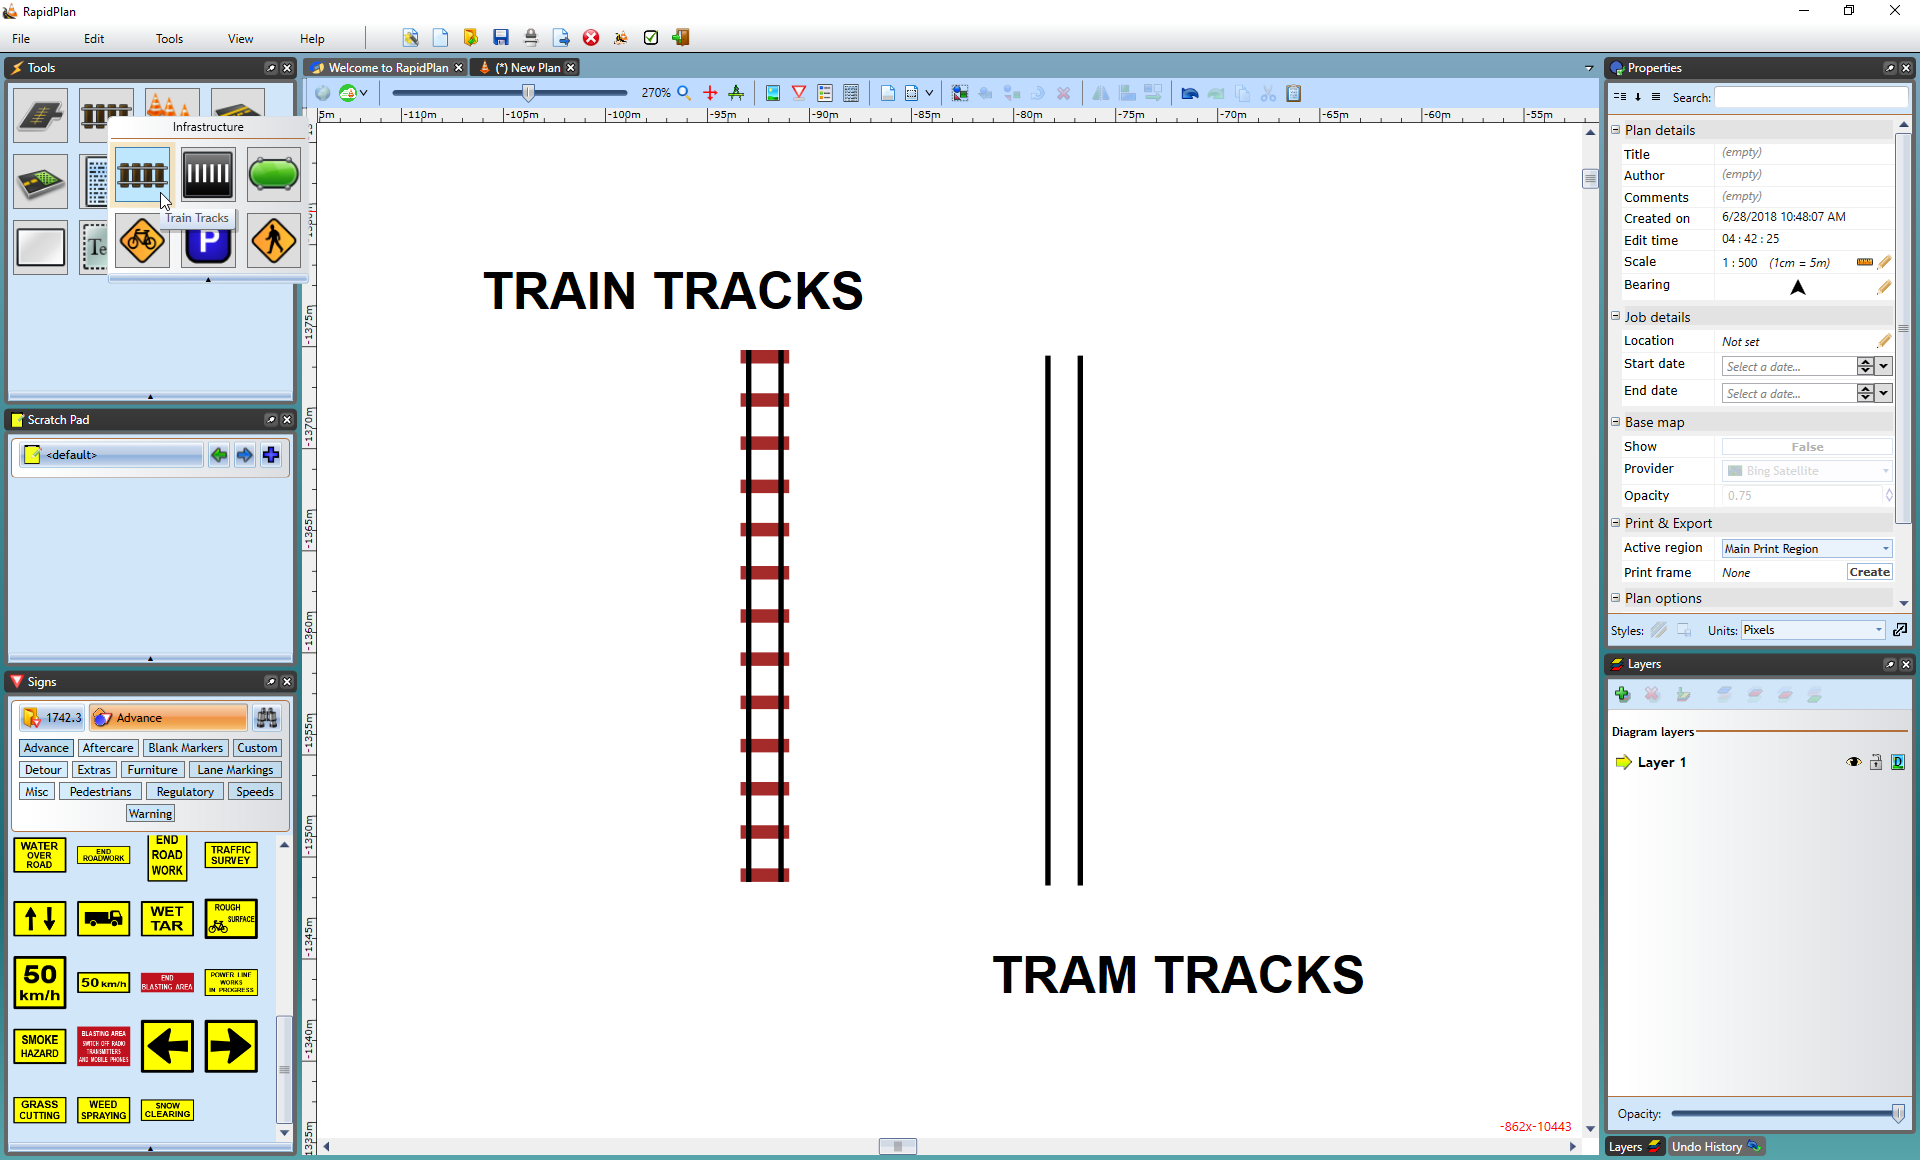 RapidPlan
File Edit Tools View Help
Tools
Infrastructure
Train Tracks
P
Te
Scratch Pad
<default>
Signs
1742.3 Advance
Advance Aftercare Blank Markers Custom
Detour Extras Furniture Lane Markings
Misc Pedestrians Regulatory Speeds
Warning
WATER OVER ROAD
END ROADWORK
END ROAD WORK
TRAFFIC SURVEY
WET TAR
ROUGH SURFACE
50 km/h
50 km/h
END BLASTING AREA
POWER LINE WORKS IN PROGRESS
SMOKE HAZARD
BLASTING AREA SWITCH OFF RADIO TRANSMITTERS AND MOBILE PHONES
GRASS CUTTING
WEED SPRAYING
SNOW CLEARING
Welcome to RapidPlan
(*) New Plan
270%
5m -110m -105m -100m -95m -90m -85m -80m -75m -70m -65m -60m -55m
-1375m
-1370m
-1365m
-1360m
-1355m
-1350m
-1345m
-1340m
1335m
TRAIN TRACKS
TRAM TRACKS
-862x-10443
Properties
Search:
Plan details
Title (empty)
Author (empty)
Comments (empty)
Created on 6/28/2018 10:48:07 AM
Edit time 04 : 42 : 25
Scale 1 : 500 (1cm = 5m)
Bearing
Job details
Location Not set
Start date Select a date...
End date Select a date...
Base map
Show False
Provider Bing Satellite
Opacity 0.75
Print & Export
Active region Main Print Region
Print frame None Create
Plan options
Styles: Units: Pixels
Layers
Diagram layers
Layer 1 D
Opacity:
Layers Undo History